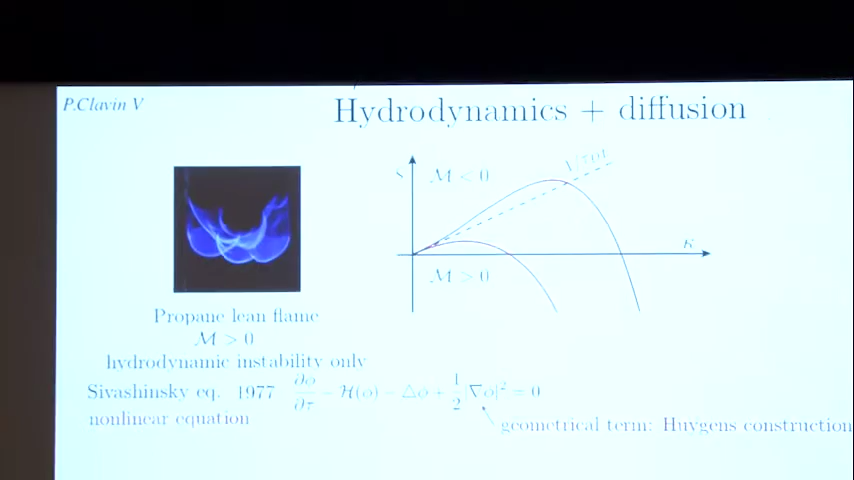 P.Clavin V
Hydrodynamics + diffusion
M < 0
κ
M > 0
Propane lean flame
M > 0
hydrodynamic instability only
Sivashinsky eq. 1977 ∂φ/∂τ − H(φ) − Δφ + 1/2 |∇φ|² = 0
nonlinear equation
geometrical term: Huygens construction